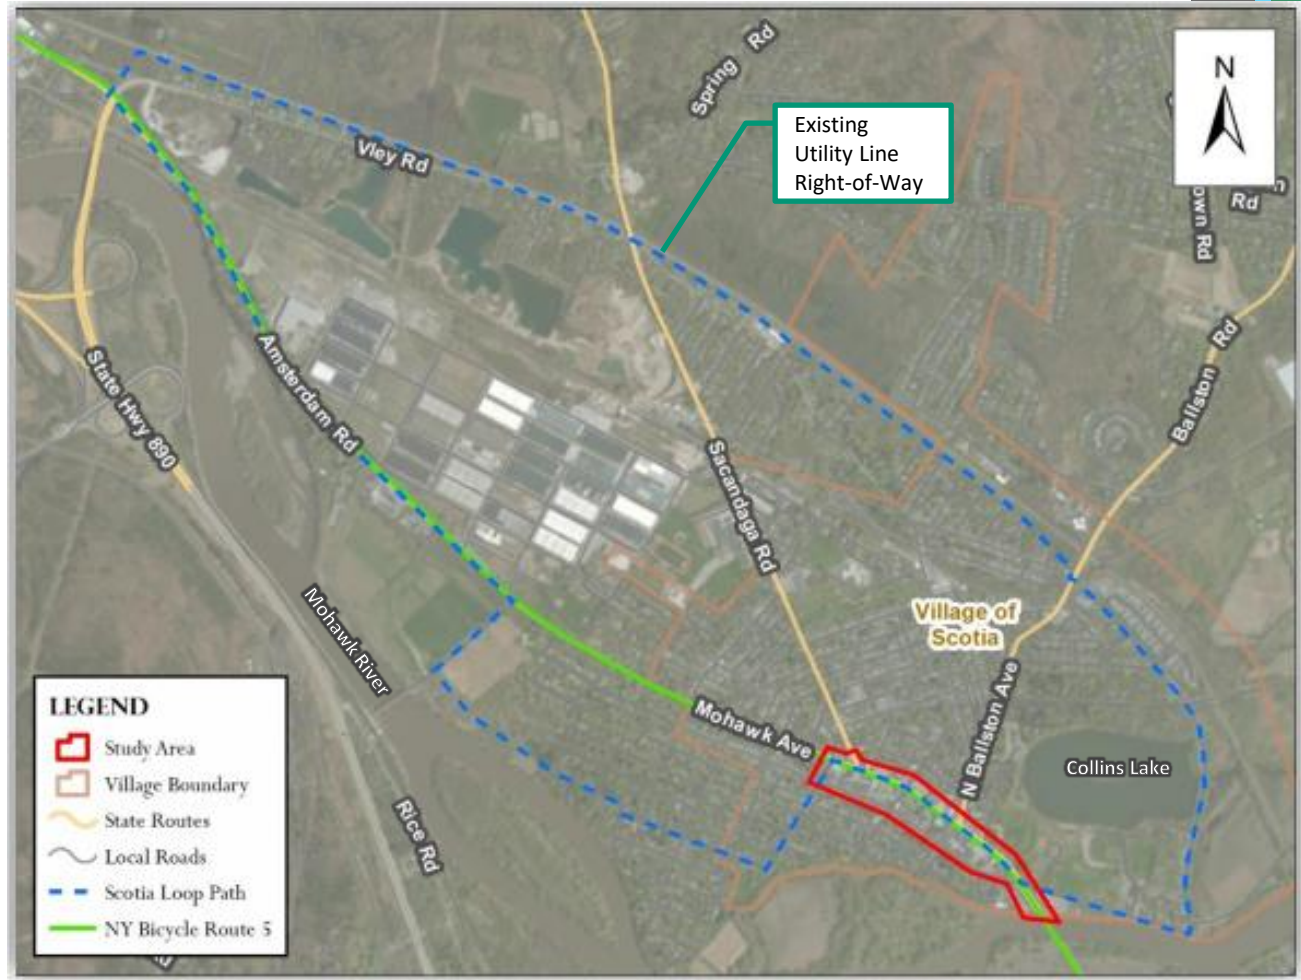 Spring Rd
N
Existing
Utility Line
Right-of-Way
Vley Rd
Rd
own Rd
Ballston Rd
Amsterdam Rd
State Hwy 890
Sacandaga Rd
Village of
Scotia
Mohawk River
N Ballston Ave
Mohawk Ave
Collins Lake
Rice Rd
LEGEND
Study Area
Village Boundary
State Routes
Local Roads
Scotia Loop Path
NY Bicycle Route 5